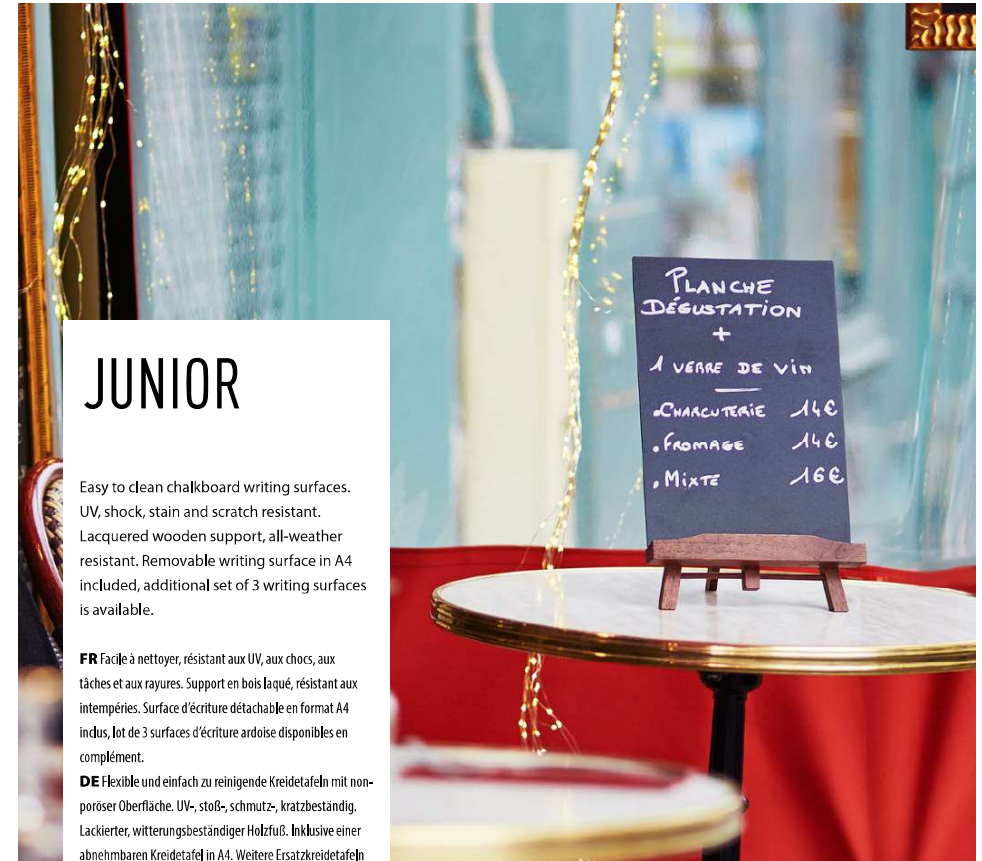 JUNIOR
Easy to clean chalkboard writing surfaces.
UV, shock, stain and scratch resistant.
Lacquered wooden support, all-weather
resistant. Removable writing surface in A4
included, additional set of 3 writing surfaces
is available.
FR Facile à nettoyer, résistant aux UV, aux chocs, aux
tâches et aux rayures. Support en bois laqué, résistant aux
intempéries. Surface d'écriture détachable en format A4
inclus, lot de 3 surfaces d'écriture ardoise disponibles en
complément.
DE Flexible und einfach zu reinigende Kreidetafeln mit non-
poröser Oberfläche. UV-, stoß-, schmutz-, kratzbeständig.
Lackierter, witterungsbeständiger Holzfuß. Inklusive einer
abnehmbaren Kreidetafel in A4. Weitere Ersatzkreidetafeln
PLANCHE
DÉGUSTATION
+
1 VERRE DE VIN
.CHARCUTERIE 14€
.FROMAGE 14€
.MIXTE 16€